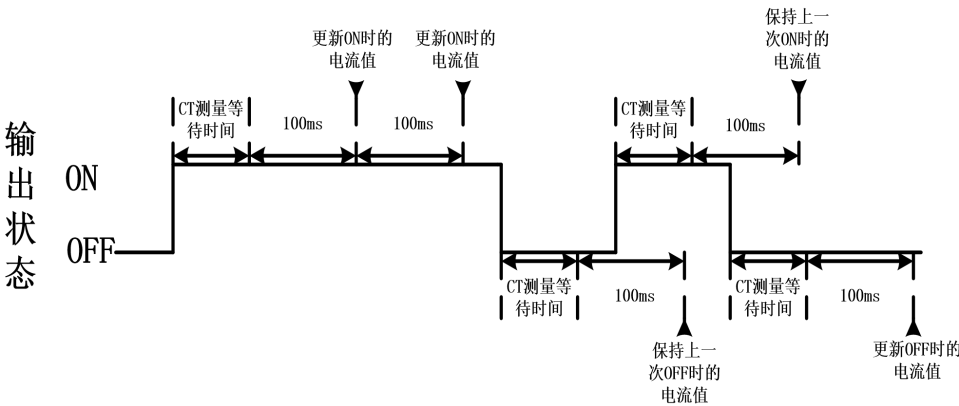 保持上一
次ON时的
电流值
更新ON时的
电流值
更新ON时的
电流值
CT测量等
待时间
100ms
100ms
CT测量等
待时间
100ms
输出状态
ON
OFF
CT测量等
待时间
100ms
CT测量等
待时间
100ms
保持上一
次OFF时的
电流值
更新OFF时的
电流值